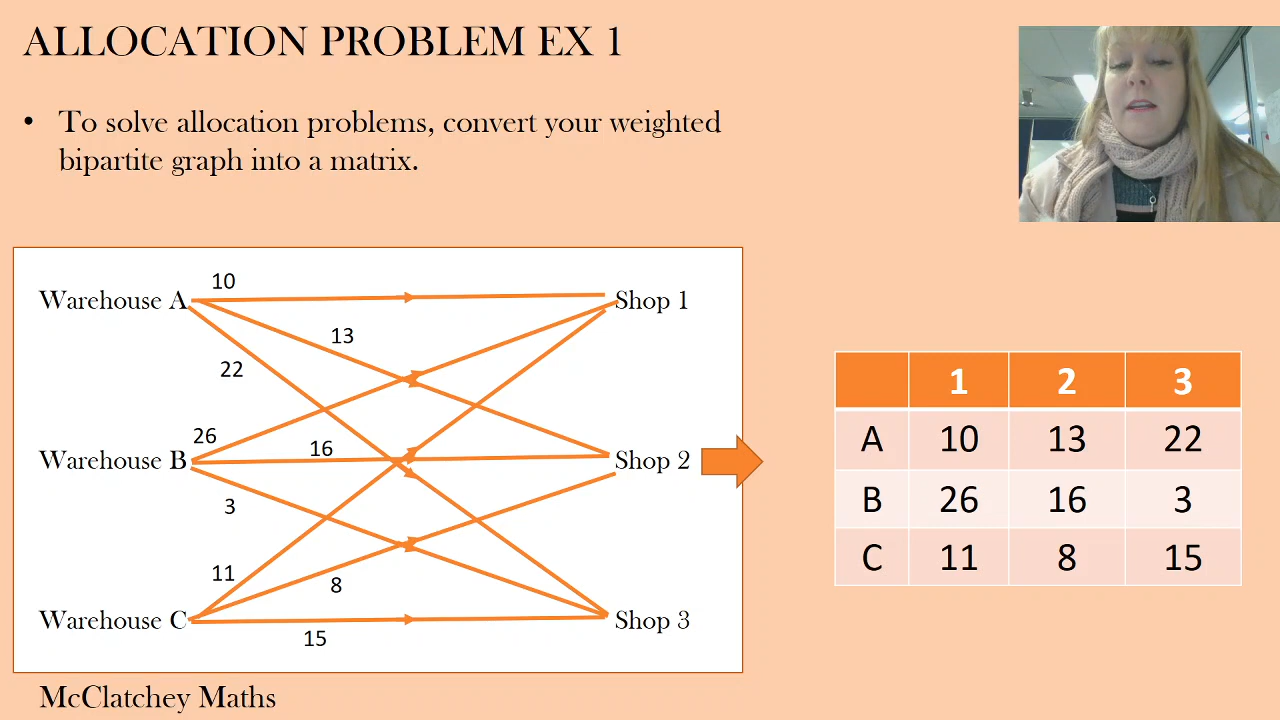 ALLOCATION PROBLEM EX 1
• To solve allocation problems, convert your weighted
bipartite graph into a matrix.
10
Warehouse A
Shop 1
13
22
26
16
Warehouse B
Shop 2
3
11
8
Warehouse C
Shop 3
15
1 2 3
A 10 13 22
B 26 16 3
C 11 8 15
McClatchey Maths